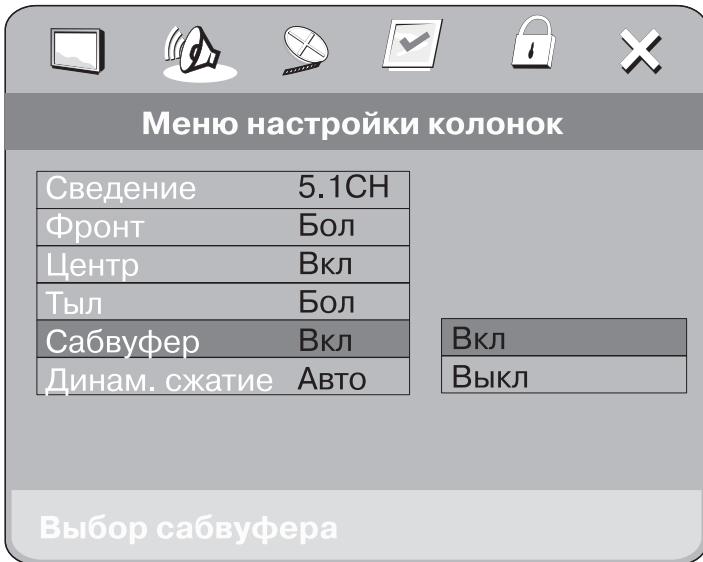 Меню настройки колонок
Сведение 5.1CH
Фронт Бол
Центр Вкл
Тыл Бол
Сабвуфер Вкл Вкл
Динам. сжатие Авто Выкл
Выбор сабвуфера